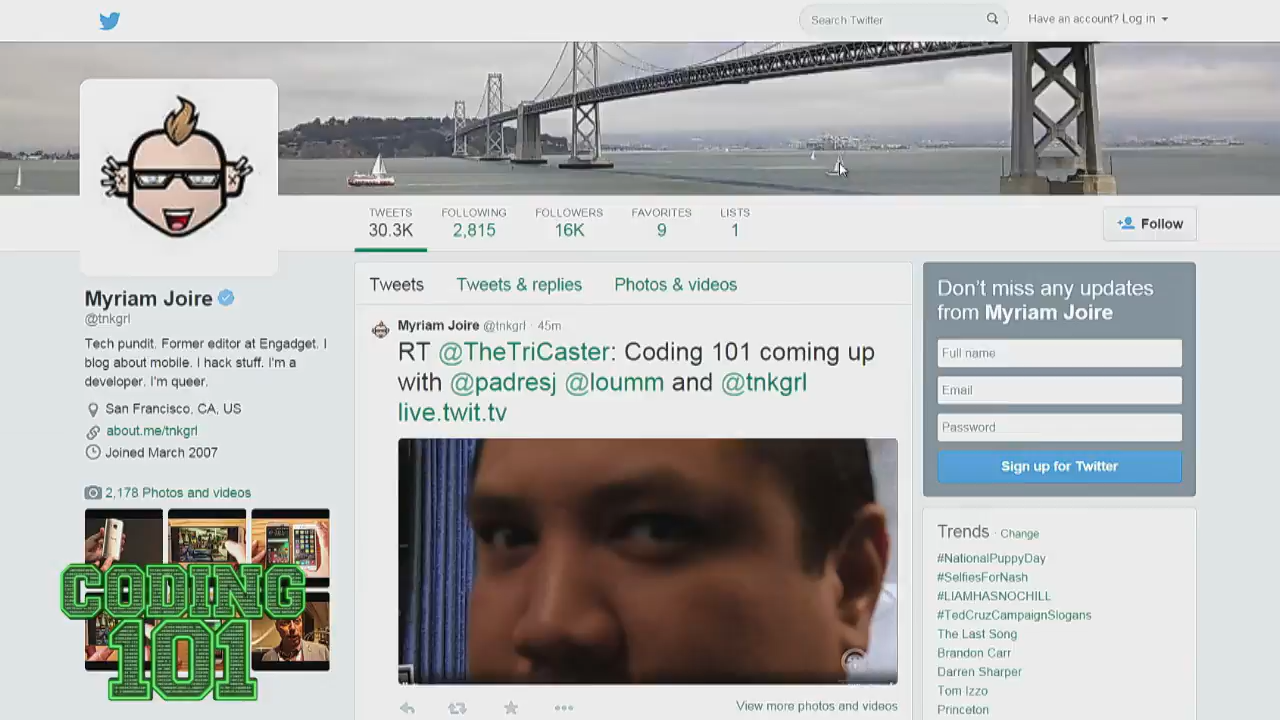 Search Twitter
Have an account? Log in
TWEETS
30.3K
FOLLOWING
2,815
FOLLOWERS
16K
FAVORITES
9
LISTS
1
Follow
Myriam Joire
@tnkgrl
Tech pundit. Former editor at Engadget. I
blog about mobile. I hack stuff. I'm a
developer. I'm queer.
San Francisco, CA, US
about.me/tnkgrl
Joined March 2007
2,178 Photos and videos
CODING
101
Tweets
Tweets & replies
Photos & videos
Myriam Joire @tnkgrl · 45m
RT @TheTriCaster: Coding 101 coming up
with @padresj @loumm and @tnkgrl
live.twit.tv
View more photos and videos
Don't miss any updates
from Myriam Joire
Full name
Email
Password
Sign up for Twitter
Trends · Change
#NationalPuppyDay
#SelfiesForNash
#LIAMHASNOCHILL
#TedCruzCampaignSlogans
The Last Song
Brandon Carr
Darren Sharper
Tom Izzo
Princeton